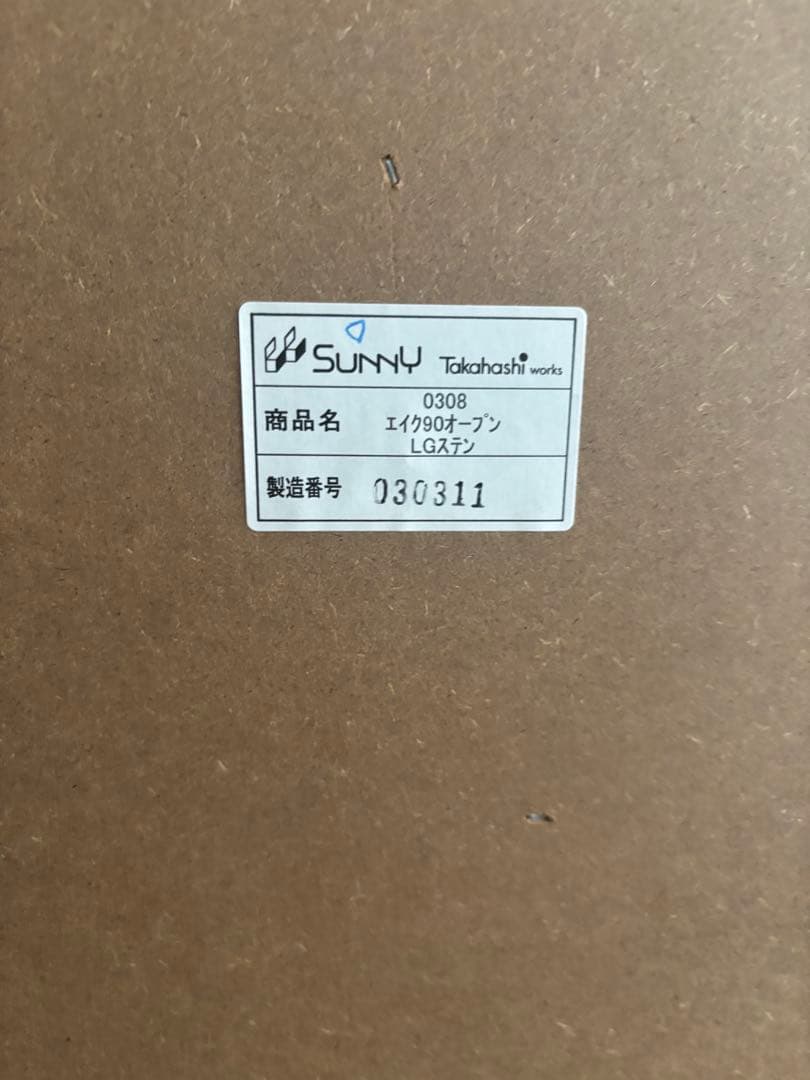 SUNNY Takahashi works
商品名
0308
エイク90オープン
LGステン
製造番号 030311